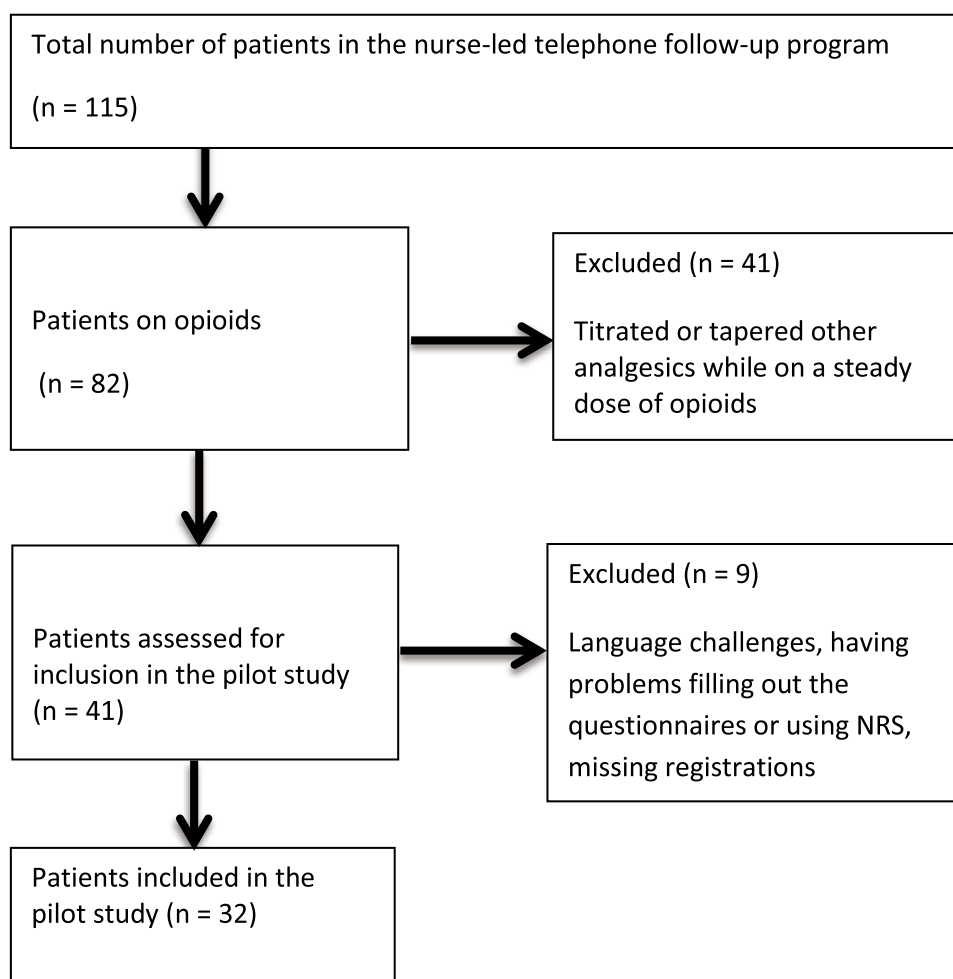 Total number of patients in the nurse-led telephone follow-up program
(n = 115)
Patients on opioids
(n = 82)
Excluded (n = 41)
Titrated or tapered other
analgesics while on a steady
dose of opioids
Patients assessed for
inclusion in the pilot study
(n = 41)
Excluded (n = 9)
Language challenges, having
problems filling out the
questionnaires or using NRS,
missing registrations
Patients included in the
pilot study (n = 32)